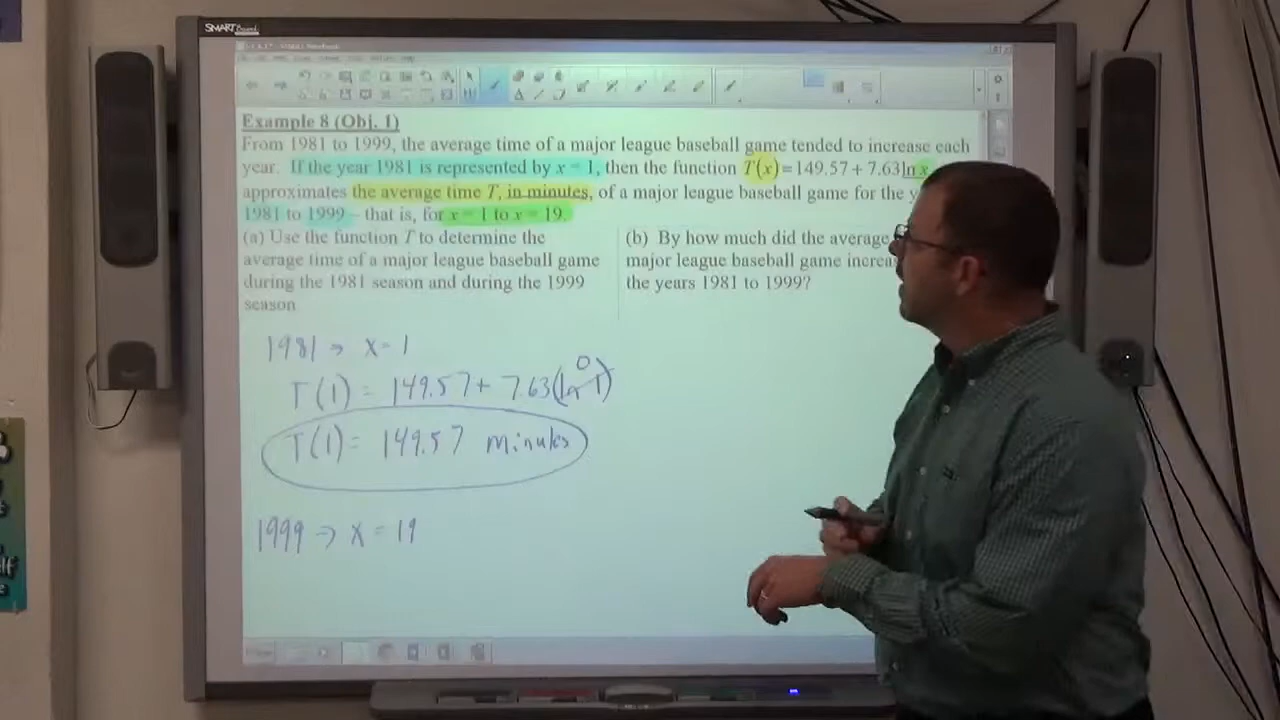 SMART Board
Example 8 (Obj. 1)
From 1981 to 1999, the average time of a major league baseball game tended to increase each
year. If the year 1981 is represented by x = 1, then the function T(x) = 149.57 + 7.63 ln x
approximates the average time T, in minutes, of a major league baseball game for the
1981 to 1999 – that is, for x = 1 to x = 19.
(a) Use the function T to determine the
average time of a major league baseball game
during the 1981 season and during the 1999
season
(b) By how much did the average
major league baseball game
the years 1981 to 1999?
1981 → x = 1
T(1) = 149.57 + 7.63(ln 1) 0
T(1) = 149.57 minutes
1999 → x = 19